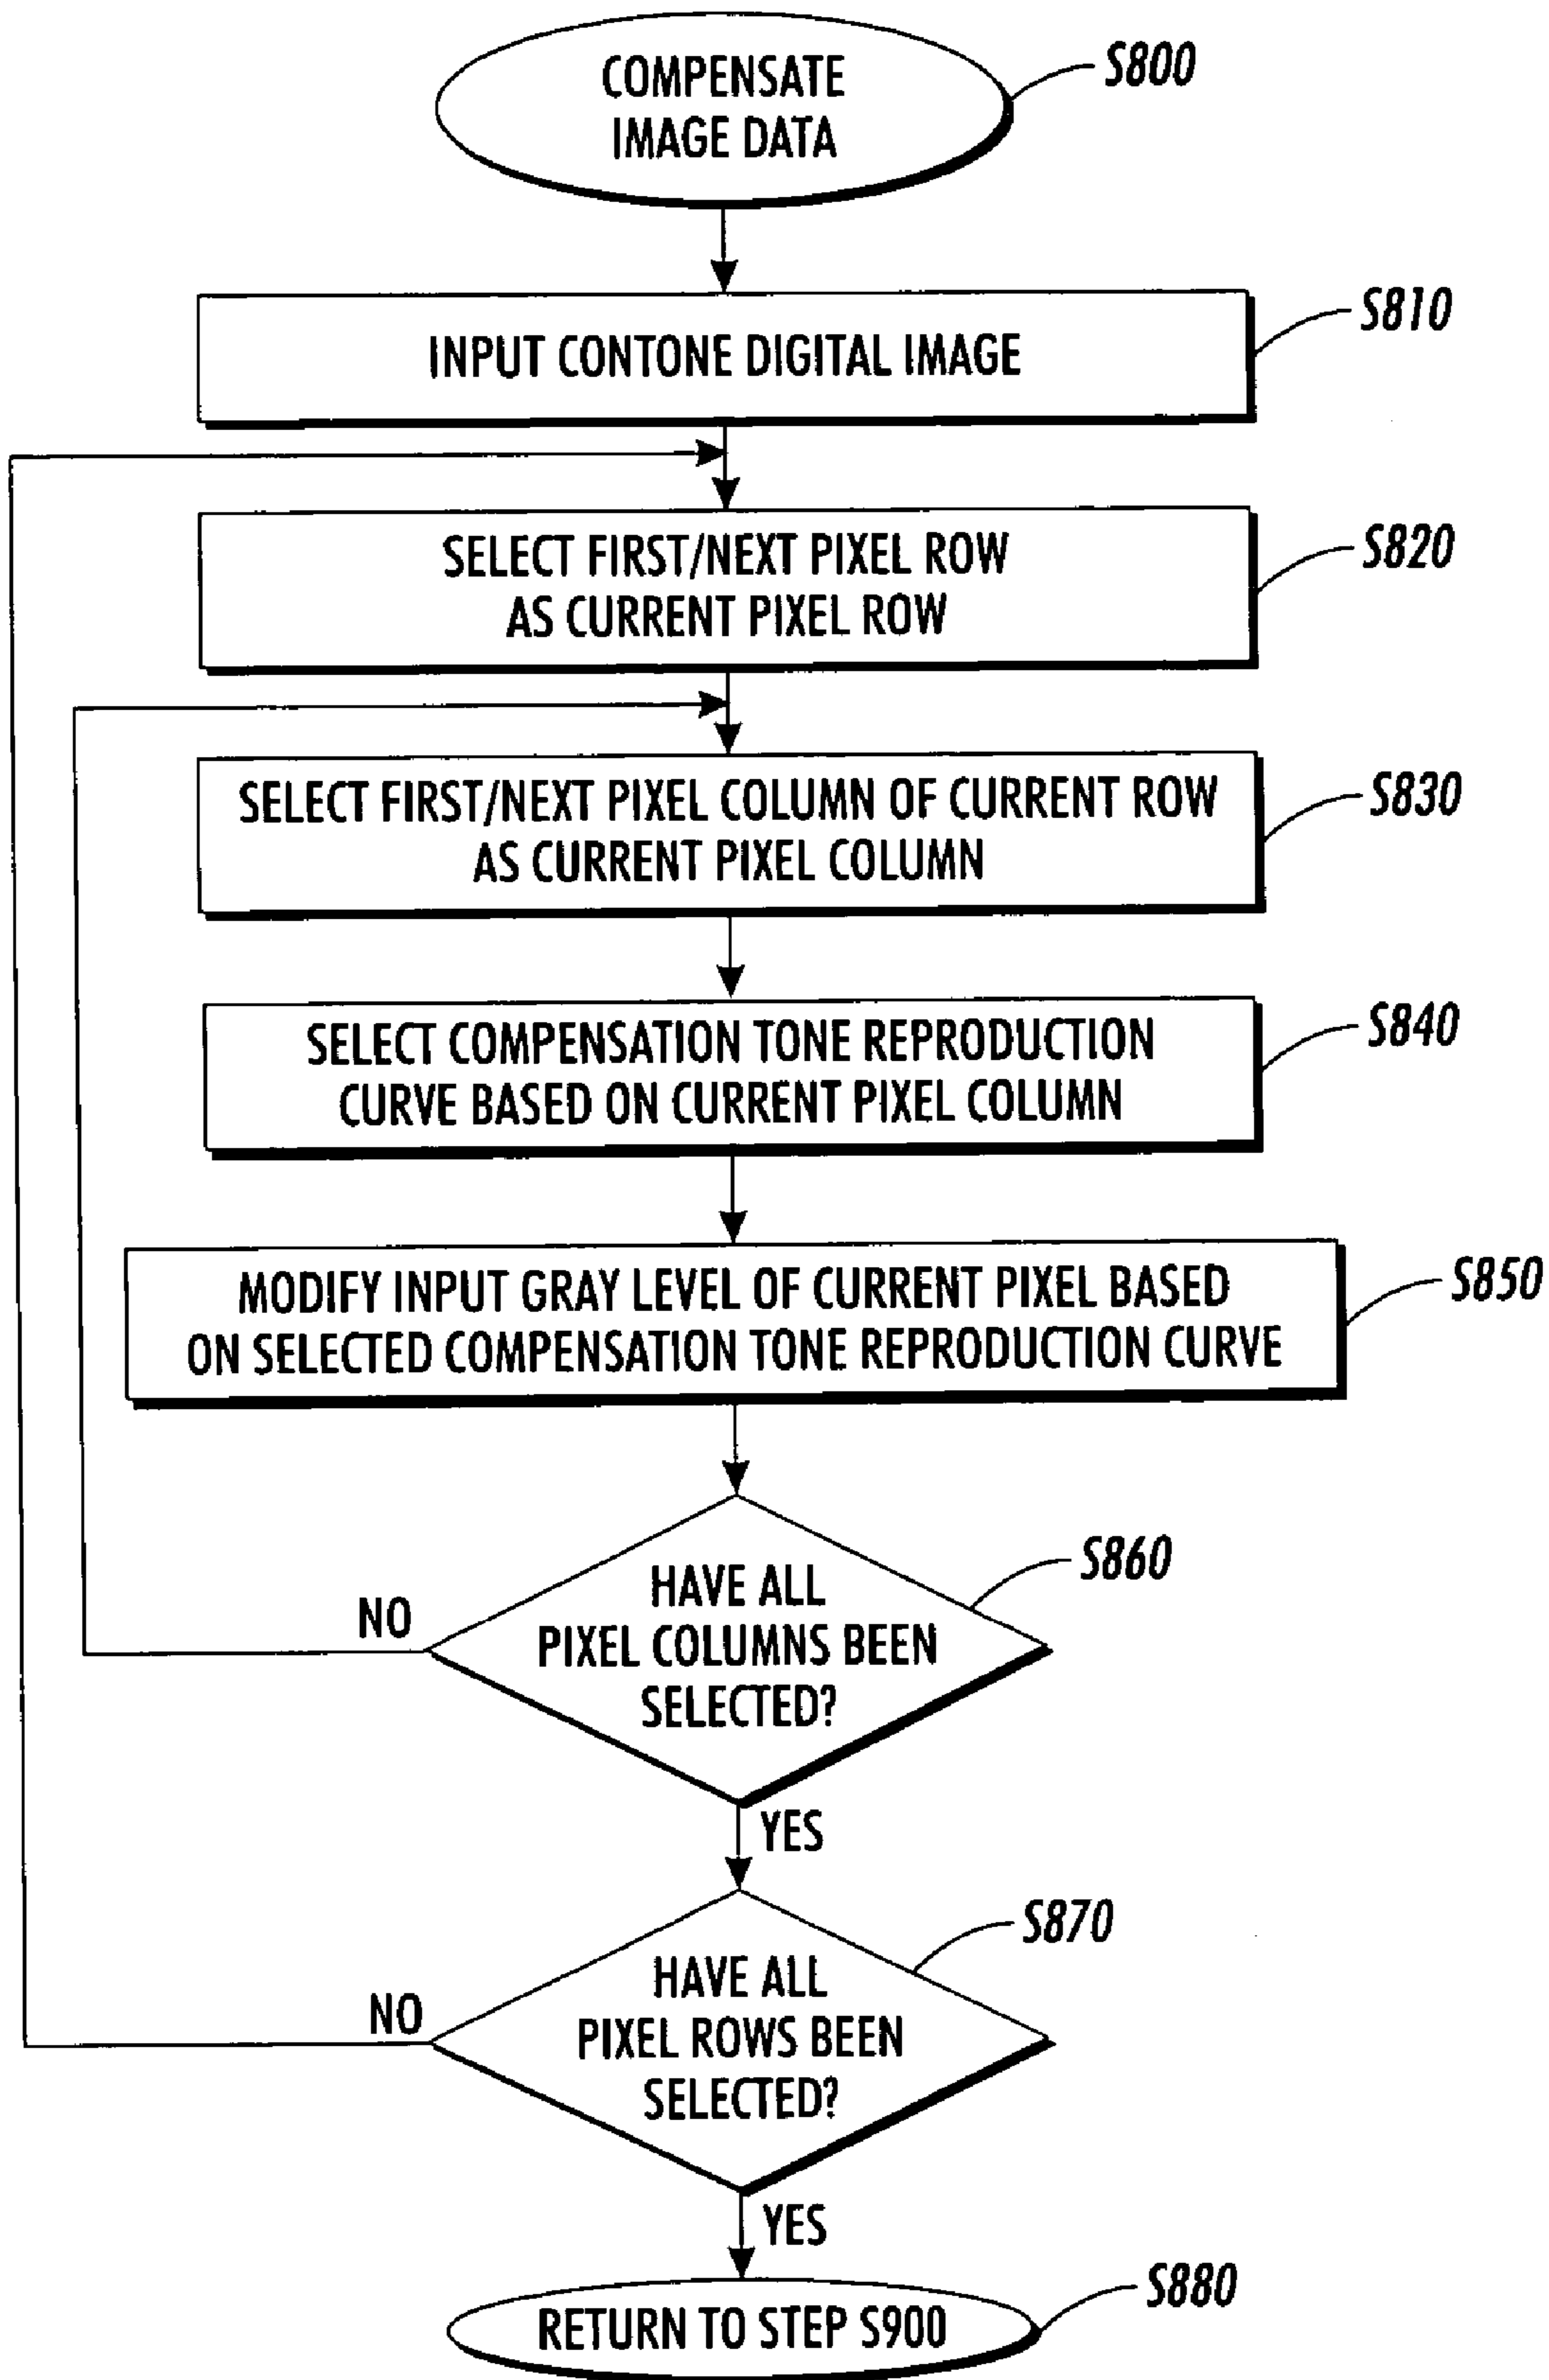 COMPENSATE
IMAGE DATA
S800
INPUT CONTONE DIGITAL IMAGE
S810
SELECT FIRST/NEXT PIXEL ROW
AS CURRENT PIXEL ROW
S820
SELECT FIRST/NEXT PIXEL COLUMN OF CURRENT ROW
AS CURRENT PIXEL COLUMN
S830
SELECT COMPENSATION TONE REPRODUCTION
CURVE BASED ON CURRENT PIXEL COLUMN
S840
MODIFY INPUT GRAY LEVEL OF CURRENT PIXEL BASED
ON SELECTED COMPENSATION TONE REPRODUCTION CURVE
S850
HAVE ALL
PIXEL COLUMNS BEEN
SELECTED?
S860
NO
YES
HAVE ALL
PIXEL ROWS BEEN
SELECTED?
S870
NO
YES
RETURN TO STEP S900
S880